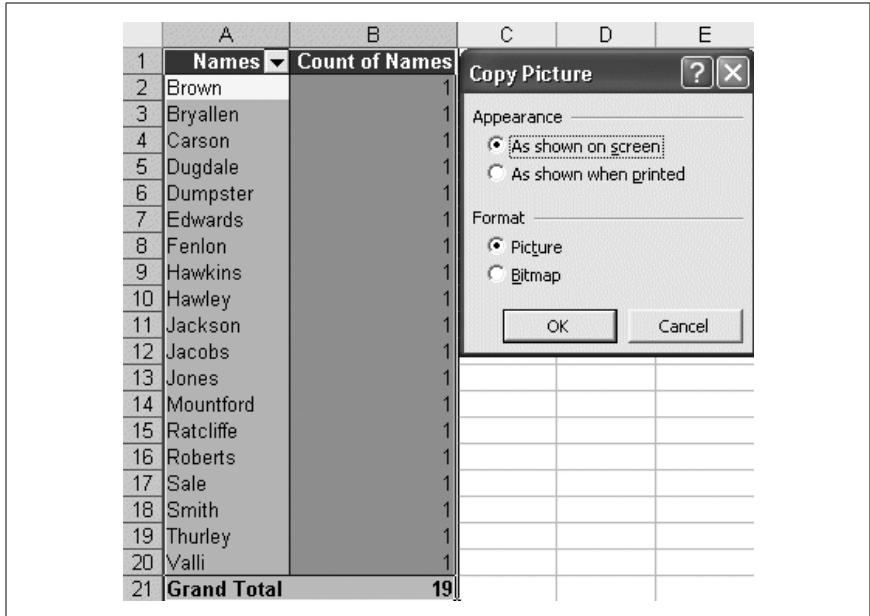 A B C D E
1 Names Count of Names
2 Brown 1
3 Bryallen 1
4 Carson 1
5 Dugdale 1
6 Dumpster 1
7 Edwards 1
8 Fenlon 1
9 Hawkins 1
10 Hawley 1
11 Jackson 1
12 Jacobs 1
13 Jones 1
14 Mountford 1
15 Ratcliffe 1
16 Roberts 1
17 Sale 1
18 Smith 1
19 Thurley 1
20 Valli 1
21 Grand Total 19
Copy Picture ?
Appearance
As shown on screen
As shown when printed
Format
Picture
Bitmap
OK Cancel